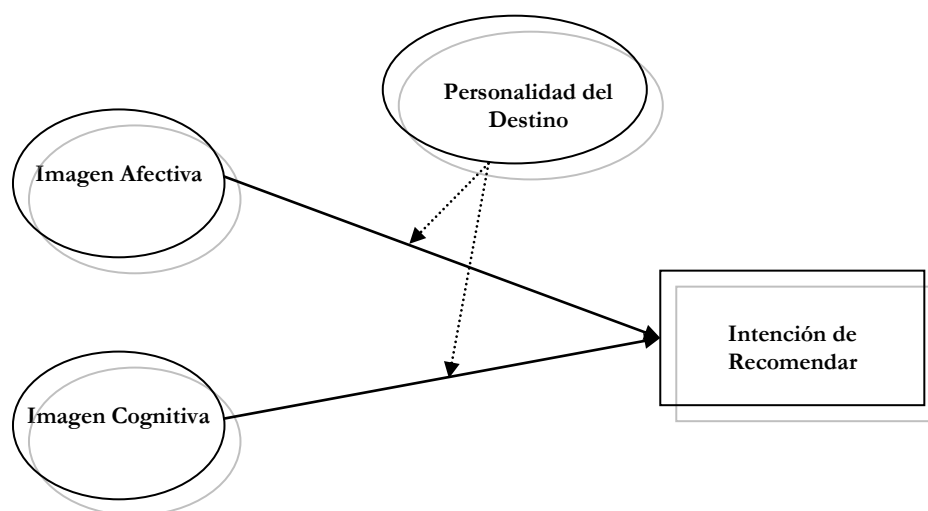 Personalidad del
Destino
Imagen Afectiva
Intención de
Recomendar
Imagen Cognitiva